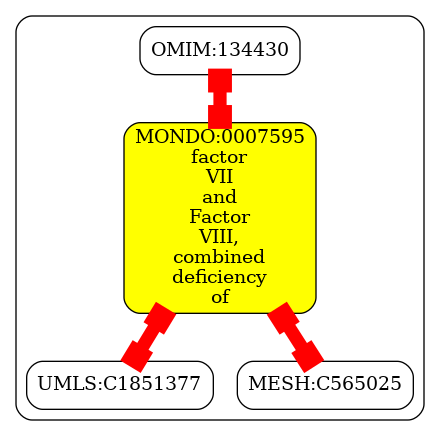 OMIM:134430
MONDO:0007595
factor
VII
and
Factor
VIII,
combined
deficiency
of
UMLS:C1851377
MESH:C565025